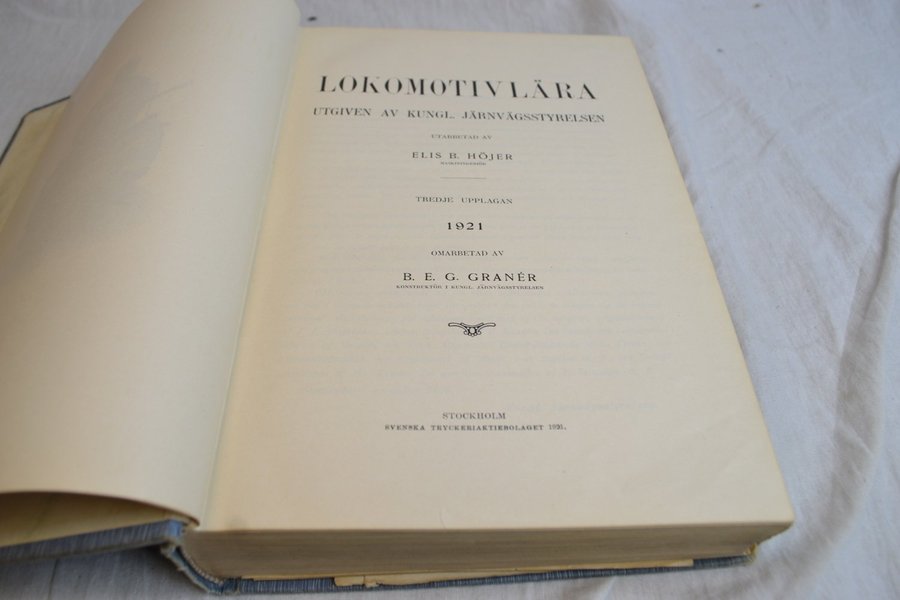 LOKOMOTIVLÄRA
UTGIVEN AV KUNGL. JÄRNVÄGSSTYRELSEN
UTARBETAD AV
ELIS B. HÖJER
MASKININGENIÖR
TREDJE UPPLAGAN
1921
OMARBETAD AV
B. E. G. GRANÉR
KONSTRUKTÖR I KUNGL. JÄRNVÄGSSTYRELSEN
STOCKHOLM
SVENSKA TRYCKERIAKTIEBOLAGET 1921.